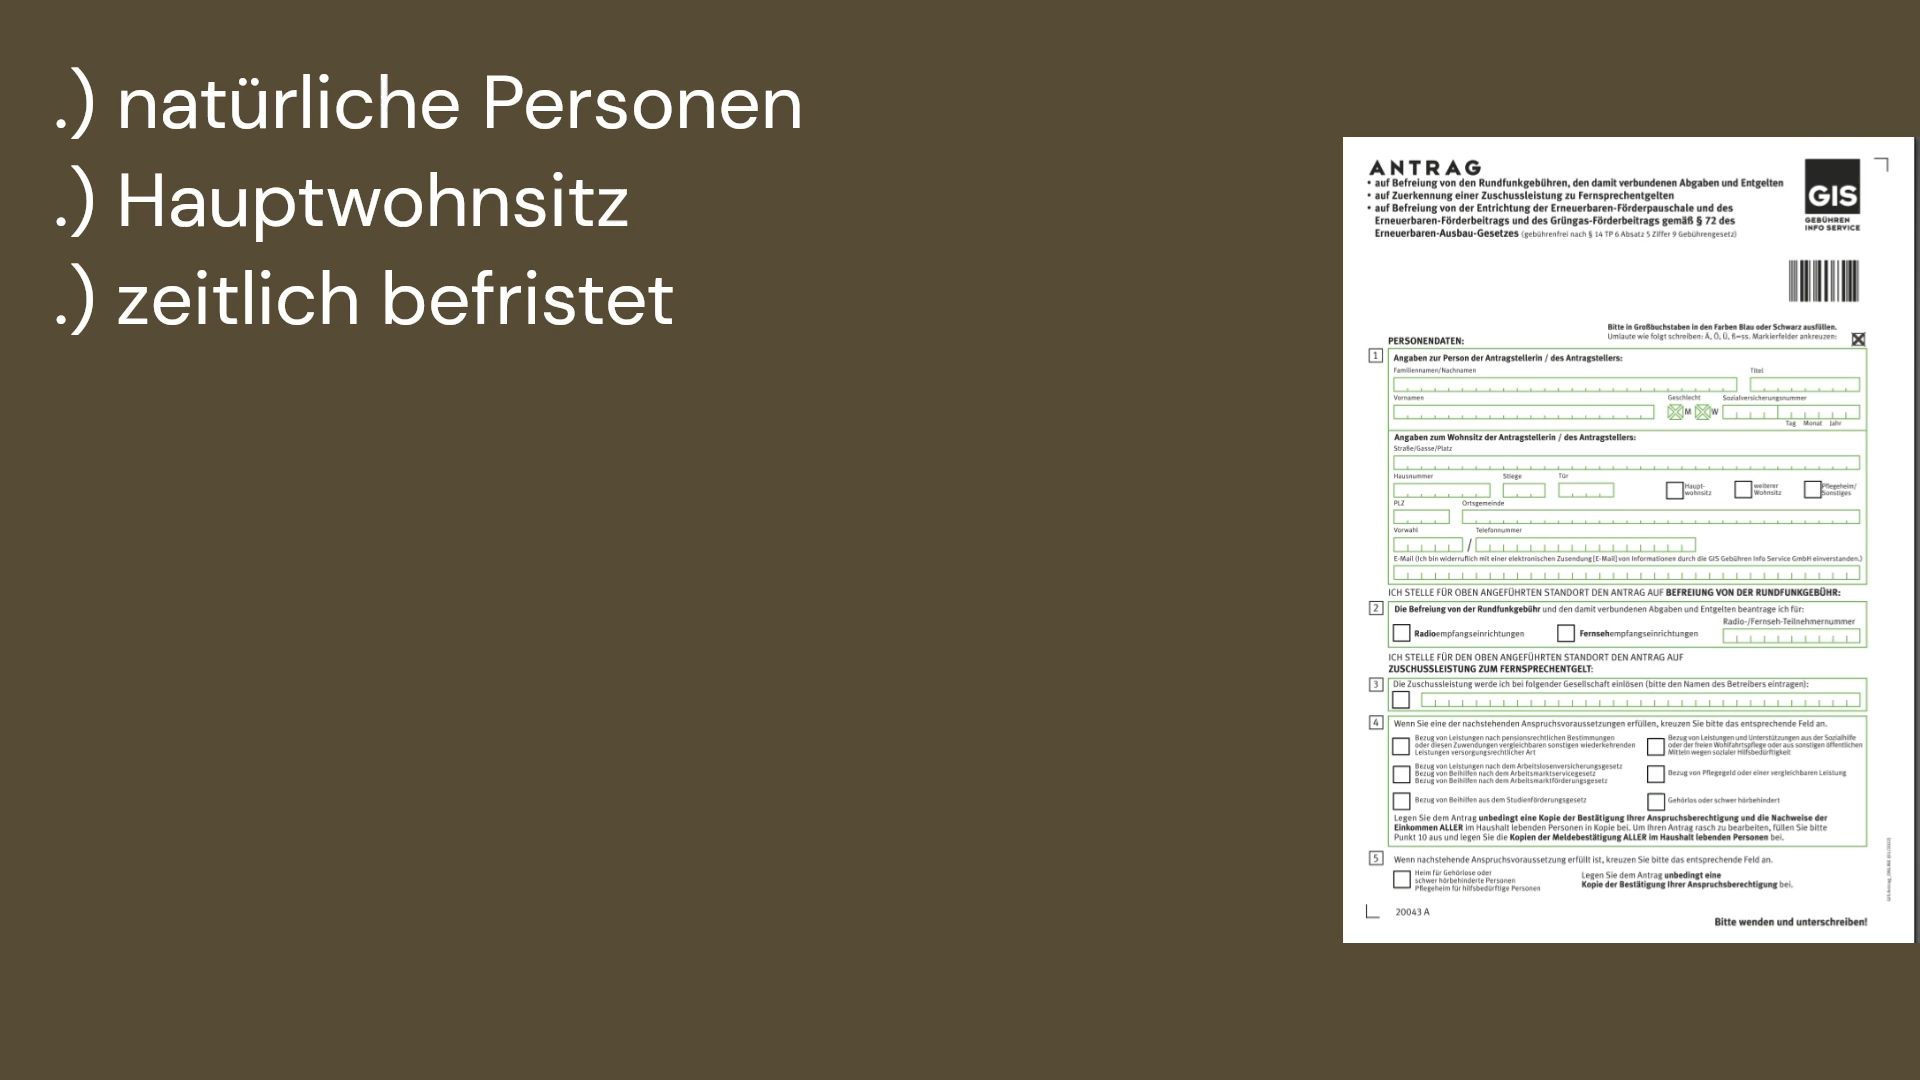 .) natürliche Personen
.) Hauptwohnsitz
.) zeitlich befristet
ANTRAG
• auf Befreiung von den Rundfunkgebühren, den damit verbundenen Abgaben und Entgelten
• auf Zuerkennung einer Zuschussleistung zu Fernsprechentgelten
• auf Befreiung von der Entrichtung der Erneuerbaren-Förderpauschale und des
Erneuerbaren-Förderbeitrags und des Grüngas-Förderbeitrags gemäß § 72 des
Erneuerbaren-Ausbau-Gesetzes (gebührenfrei nach § 14 TP 6 Absatz 5 Ziffer 9 Gebührengesetz)
GIS
GEBÜHREN
INFO SERVICE
Bitte in Großbuchstaben in den Farben Blau oder Schwarz ausfüllen.
Umlaute wie folgt schreiben: Ä, Ö, Ü, ß=ss. Markierfelder ankreuzen:
PERSONENDATEN:
1 Angaben zur Person der Antragstellerin / des Antragstellers:
Familiennamen/Nachnamen Titel
Vornamen Geschlecht Sozialversicherungsnummer
M W
Tag Monat Jahr
Angaben zum Wohnsitz der Antragstellerin / des Antragstellers:
Straße/Gasse/Platz
Hausnummer Stiege Tür
Haupt-
wohnsitz
weiterer
Wohnsitz
Pflegeheim/
Sonstiges
PLZ Ortsgemeinde
Vorwahl Telefonnummer
/
E-Mail (Ich bin widerruflich mit einer elektronischen Zusendung [E-Mail] von Informationen durch die GIS Gebühren Info Service GmbH einverstanden.)
ICH STELLE FÜR OBEN ANGEFÜHRTEN STANDORT DEN ANTRAG AUF BEFREIUNG VON DER RUNDFUNKGEBÜHR:
2 Die Befreiung von der Rundfunkgebühr und den damit verbundenen Abgaben und Entgelten beantrage ich für:
Radio-/Fernseh-Teilnehmernummer
Radioempfangseinrichtungen Fernsehempfangseinrichtungen
ICH STELLE FÜR DEN OBEN ANGEFÜHRTEN STANDORT DEN ANTRAG AUF
ZUSCHUSSLEISTUNG ZUM FERNSPRECHENTGELT:
3 Die Zuschussleistung werde ich bei folgender Gesellschaft einlösen (bitte den Namen des Betreibers eintragen):
4 Wenn Sie eine der nachstehenden Anspruchsvoraussetzungen erfüllen, kreuzen Sie bitte das entsprechende Feld an.
Bezug von Leistungen nach pensionsrechtlichen Bestimmungen
oder diesen Zuwendungen vergleichbaren sonstigen wiederkehrenden
Leistungen versorgungsrechtlicher Art
Bezug von Leistungen und Unterstützungen aus der Sozialhilfe
oder der freien Wohlfahrtspflege oder aus sonstigen öffentlichen
Mitteln wegen sozialer Hilfsbedürftigkeit
Bezug von Leistungen nach dem Arbeitslosenversicherungsgesetz
Bezug von Beihilfen nach dem Arbeitsmarktservicegesetz
Bezug von Beihilfen nach dem Arbeitsmarktförderungsgesetz
Bezug von Pflegegeld oder einer vergleichbaren Leistung
Bezug von Beihilfen aus dem Studienförderungsgesetz
Gehörlos oder schwer hörbehindert
Legen Sie dem Antrag unbedingt eine Kopie der Bestätigung Ihrer Anspruchsberechtigung und die Nachweise der
Einkommen ALLER im Haushalt lebenden Personen in Kopie bei. Um Ihren Antrag rasch zu bearbeiten, füllen Sie bitte
Punkt 10 aus und legen Sie die Kopien der Meldebestätigung ALLER im Haushalt lebenden Personen bei.
5 Wenn nachstehende Anspruchsvoraussetzung erfüllt ist, kreuzen Sie bitte das entsprechende Feld an.
Heim für Gehörlose oder
schwer hörbehinderte Personen
Pflegeheim für hilfsbedürftige Personen
Legen Sie dem Antrag unbedingt eine
Kopie der Bestätigung Ihrer Anspruchsberechtigung bei.
20043 A
Bitte wenden und unterschreiben!